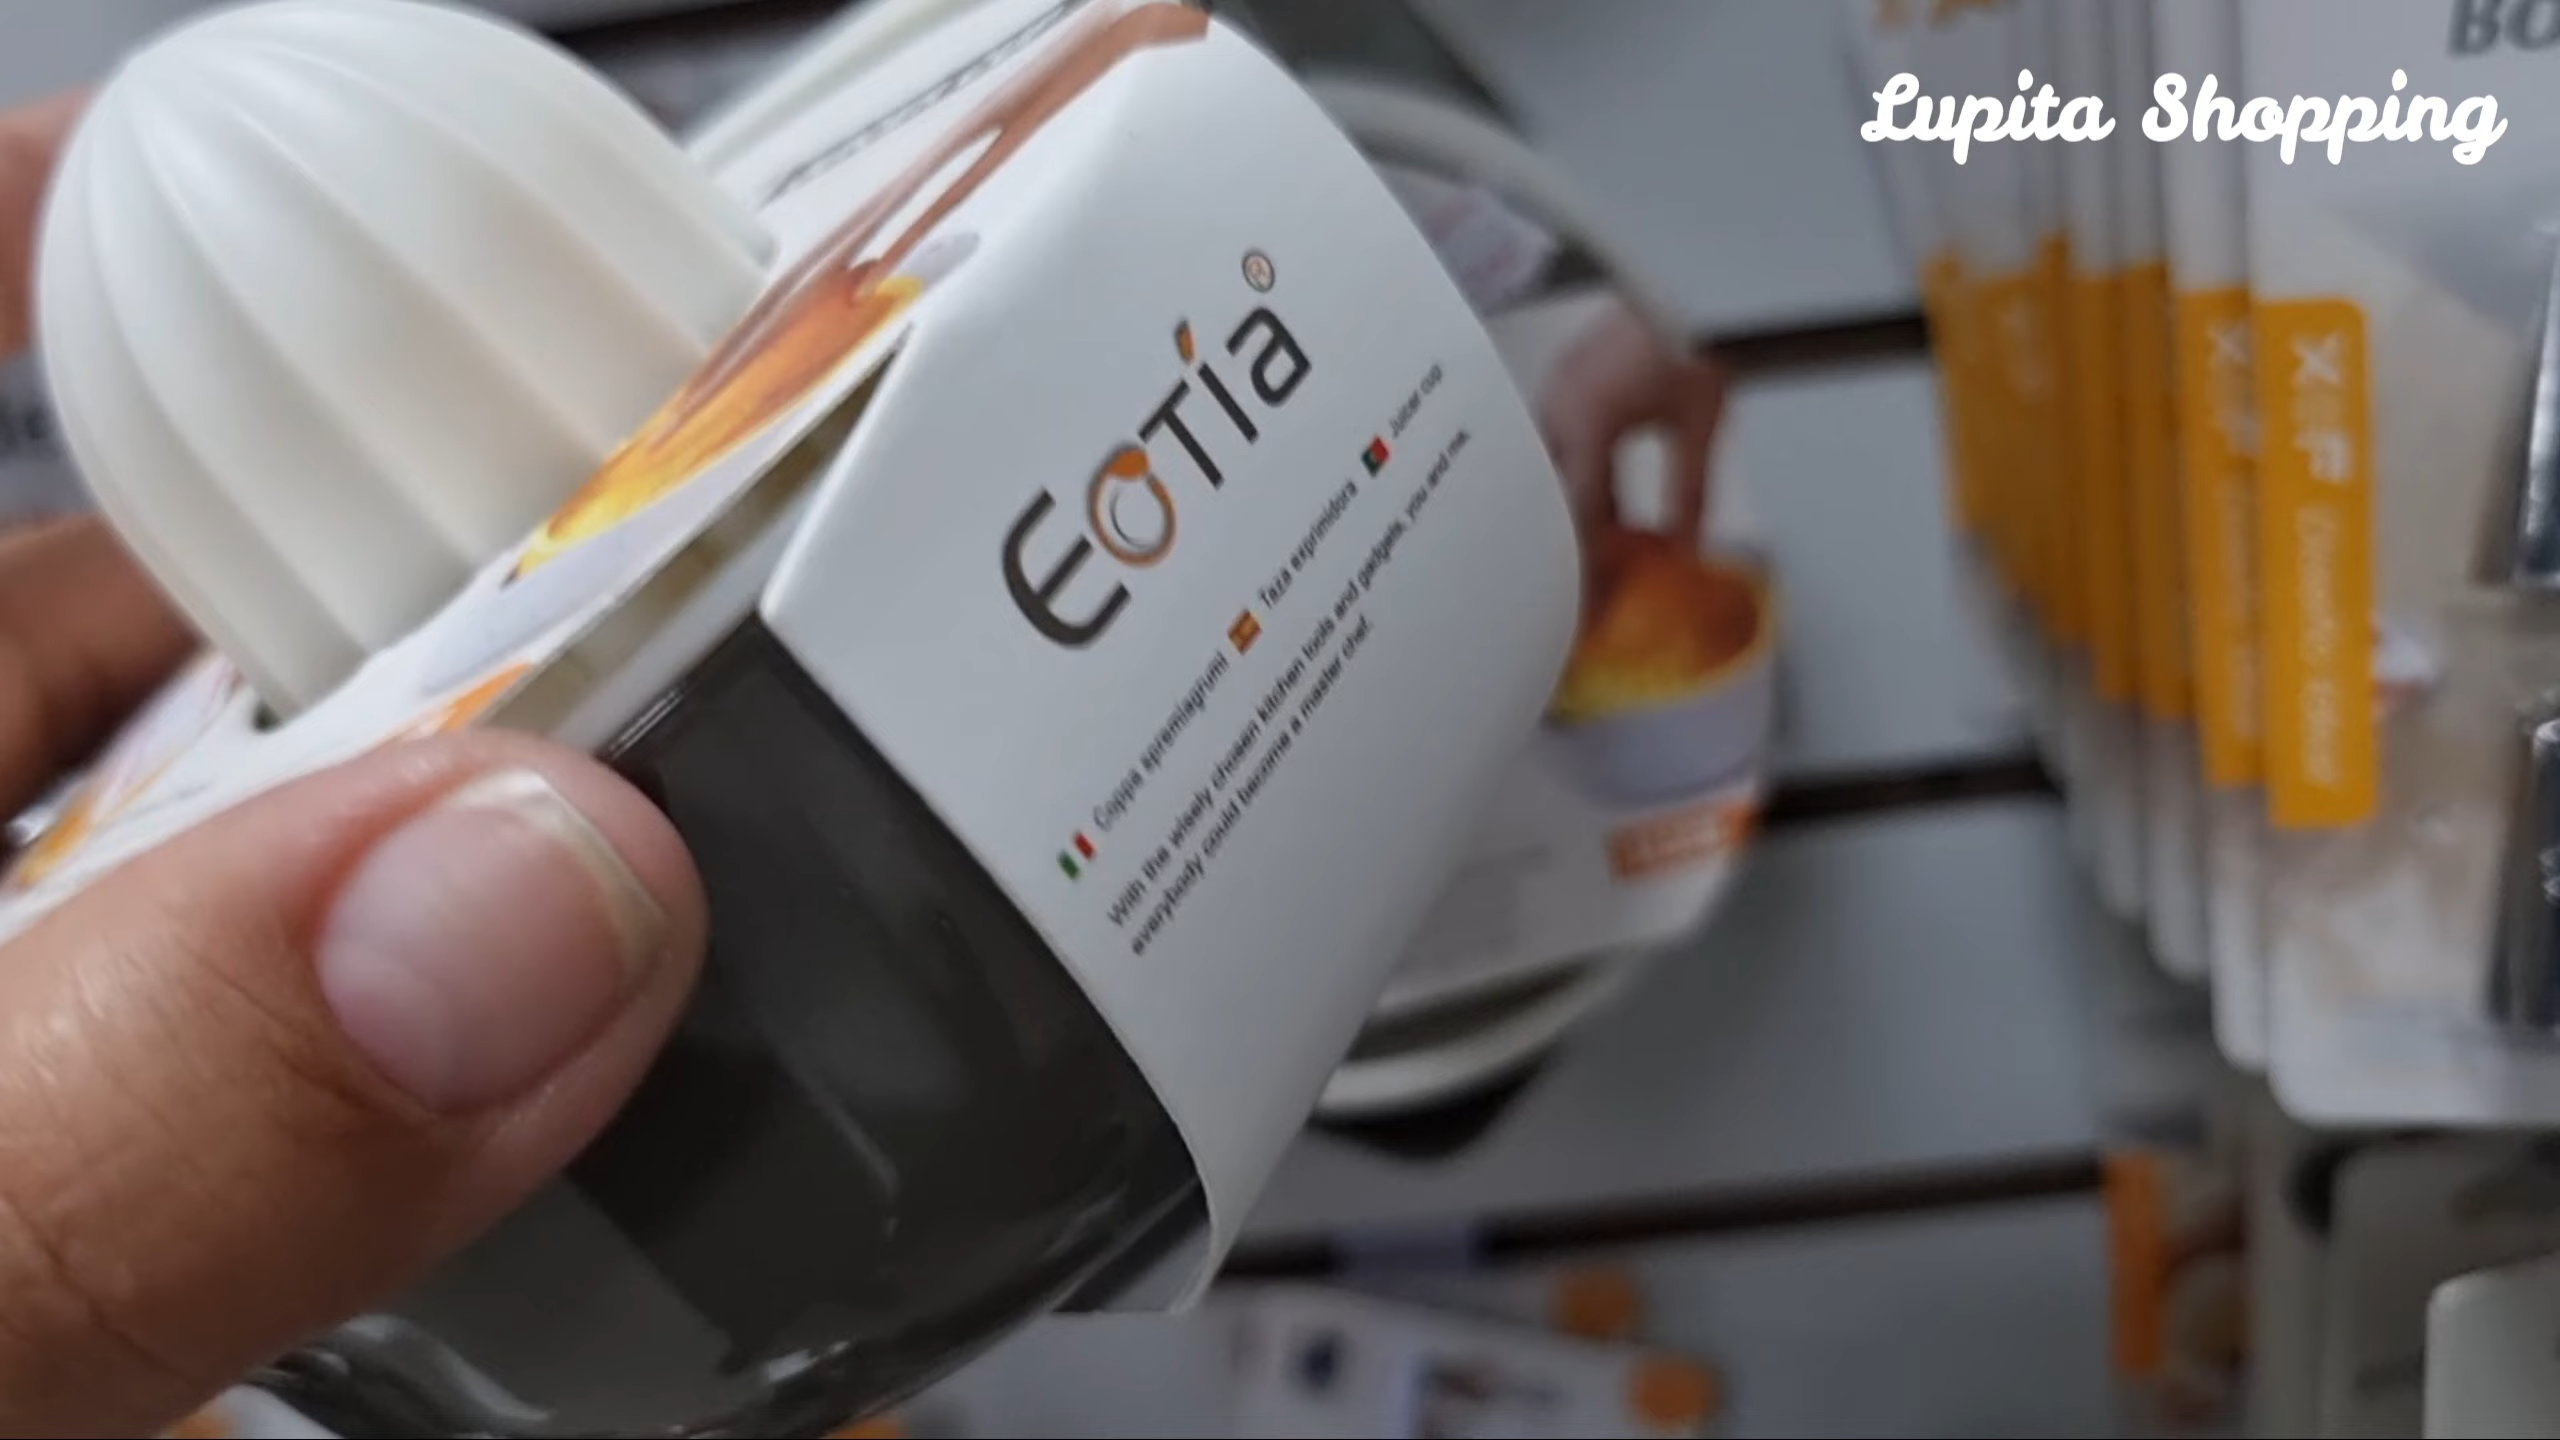 Lupita Shopping
EOTIa®
Coppa spremiagrumi Taza exprimidora Juicer cup
With the wisely chosen kitchen tools and gadgets, you and me,
everybody could become a master chef.